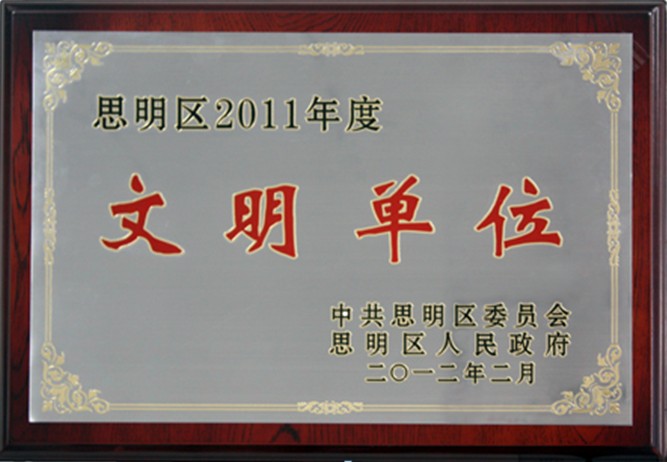 思明区2011年度
文明单位
中共思明区委员会
思明区人民政府
二〇一二年二月